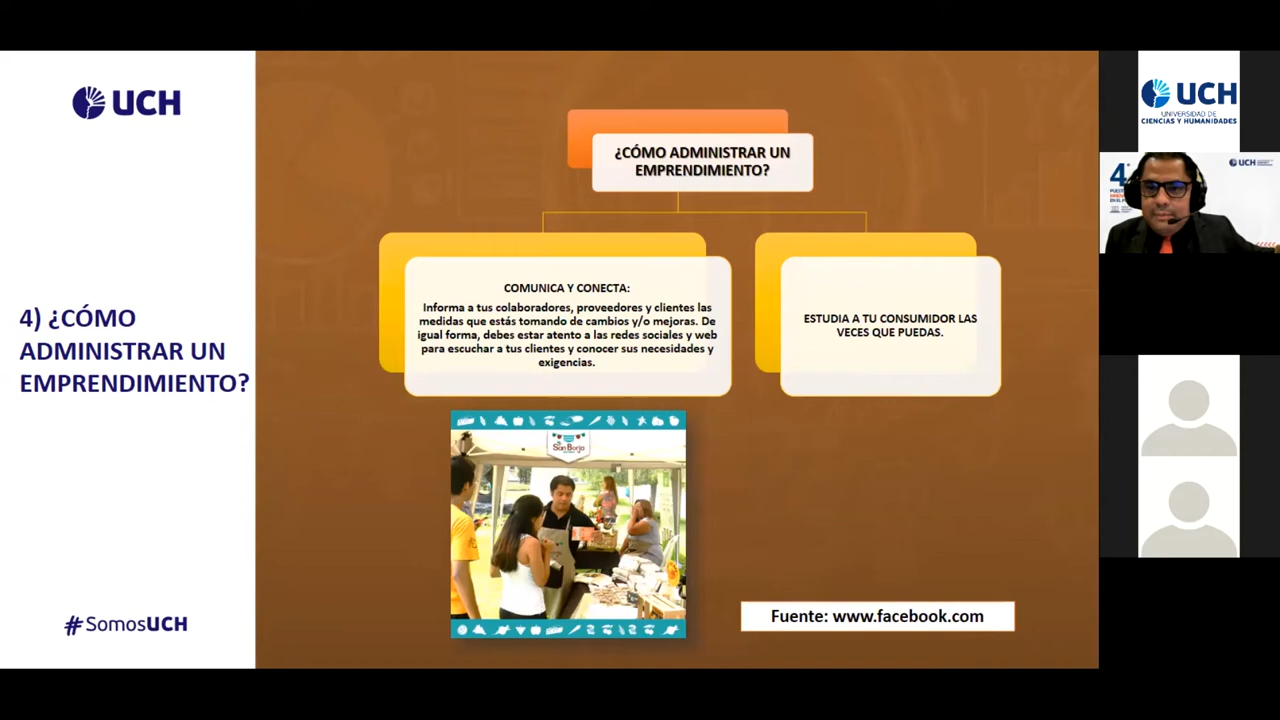 UCH
4) ¿CÓMO
ADMINISTRAR UN
EMPRENDIMIENTO?
#SomosUCH
¿CÓMO ADMINISTRAR UN
EMPRENDIMIENTO?
COMUNICA Y CONECTA:
Informa a tus colaboradores, proveedores y clientes las
medidas que estás tomando de cambios y/o mejoras. De
igual forma, debes estar atento a las redes sociales y web
para escuchar a tus clientes y conocer sus necesidades y
exigencias.
ESTUDIA A TU CONSUMIDOR LAS
VECES QUE PUEDAS.
San Borja
Fuente: www.facebook.com
UCH
UNIVERSIDAD DE
CIENCIAS Y HUMANIDADES
UCH
4